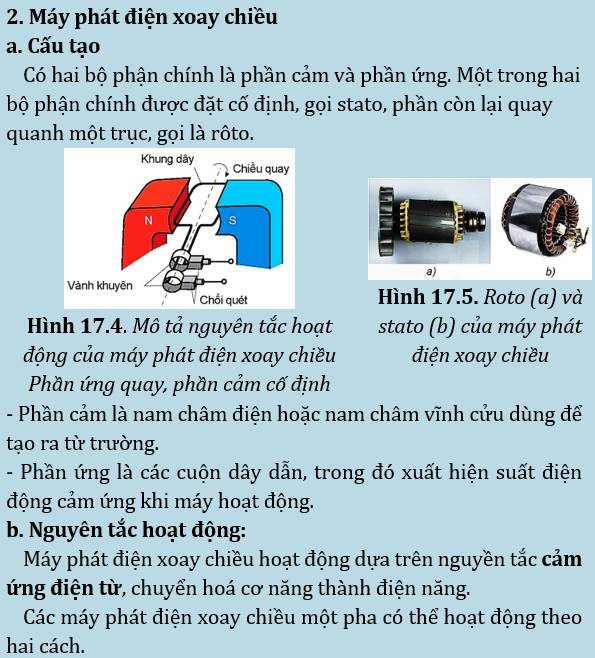 2. Máy phát điện xoay chiều
a. Cấu tạo
Có hai bộ phận chính là phần cảm và phần ứng. Một trong hai
bộ phận chính được đặt cố định, gọi stato, phần còn lại quay
quanh một trục, gọi là rôto.
Khung dây
Chiều quay
N
S
Vành khuyên
Chổi quét
Hình 17.4. Mô tả nguyên tắc hoạt
động của máy phát điện xoay chiều
Phần ứng quay, phần cảm cố định
a)
b)
Hình 17.5. Roto (a) và
stato (b) của máy phát
điện xoay chiều
- Phần cảm là nam châm điện hoặc nam châm vĩnh cửu dùng để
tạo ra từ trường.
- Phần ứng là các cuộn dây dẫn, trong đó xuất hiện suất điện
động cảm ứng khi máy hoạt động.
b. Nguyên tắc hoạt động:
Máy phát điện xoay chiều hoạt động dựa trên nguyền tắc cảm
ứng điện từ, chuyển hoá cơ năng thành điện năng.
Các máy phát điện xoay chiều một pha có thể hoạt động theo
hai cách.